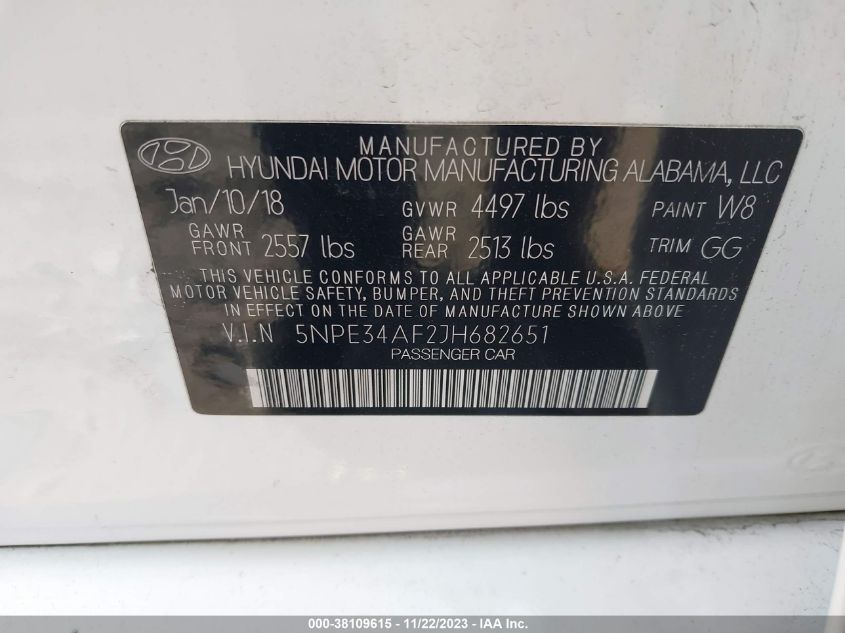 MANUFACTURED BY
HYUNDAI MOTOR MANUFACTURING ALABAMA, LLC
Jan/10/18 GVWR 4497 lbs PAINT W8
GAWR FRONT 2557 lbs GAWR REAR 2513 lbs TRIM GG
THIS VEHICLE CONFORMS TO ALL APPLICABLE U.S.A. FEDERAL
MOTOR VEHICLE SAFETY, BUMPER, AND THEFT PREVENTION STANDARDS
IN EFFECT ON THE DATE OF MANUFACTURE SHOWN ABOVE.
V.I.N 5NPE34AF2JH682651
PASSENGER CAR
000-38109615 - 11/22/2023 - Copyright © 2023 IAA, Inc.